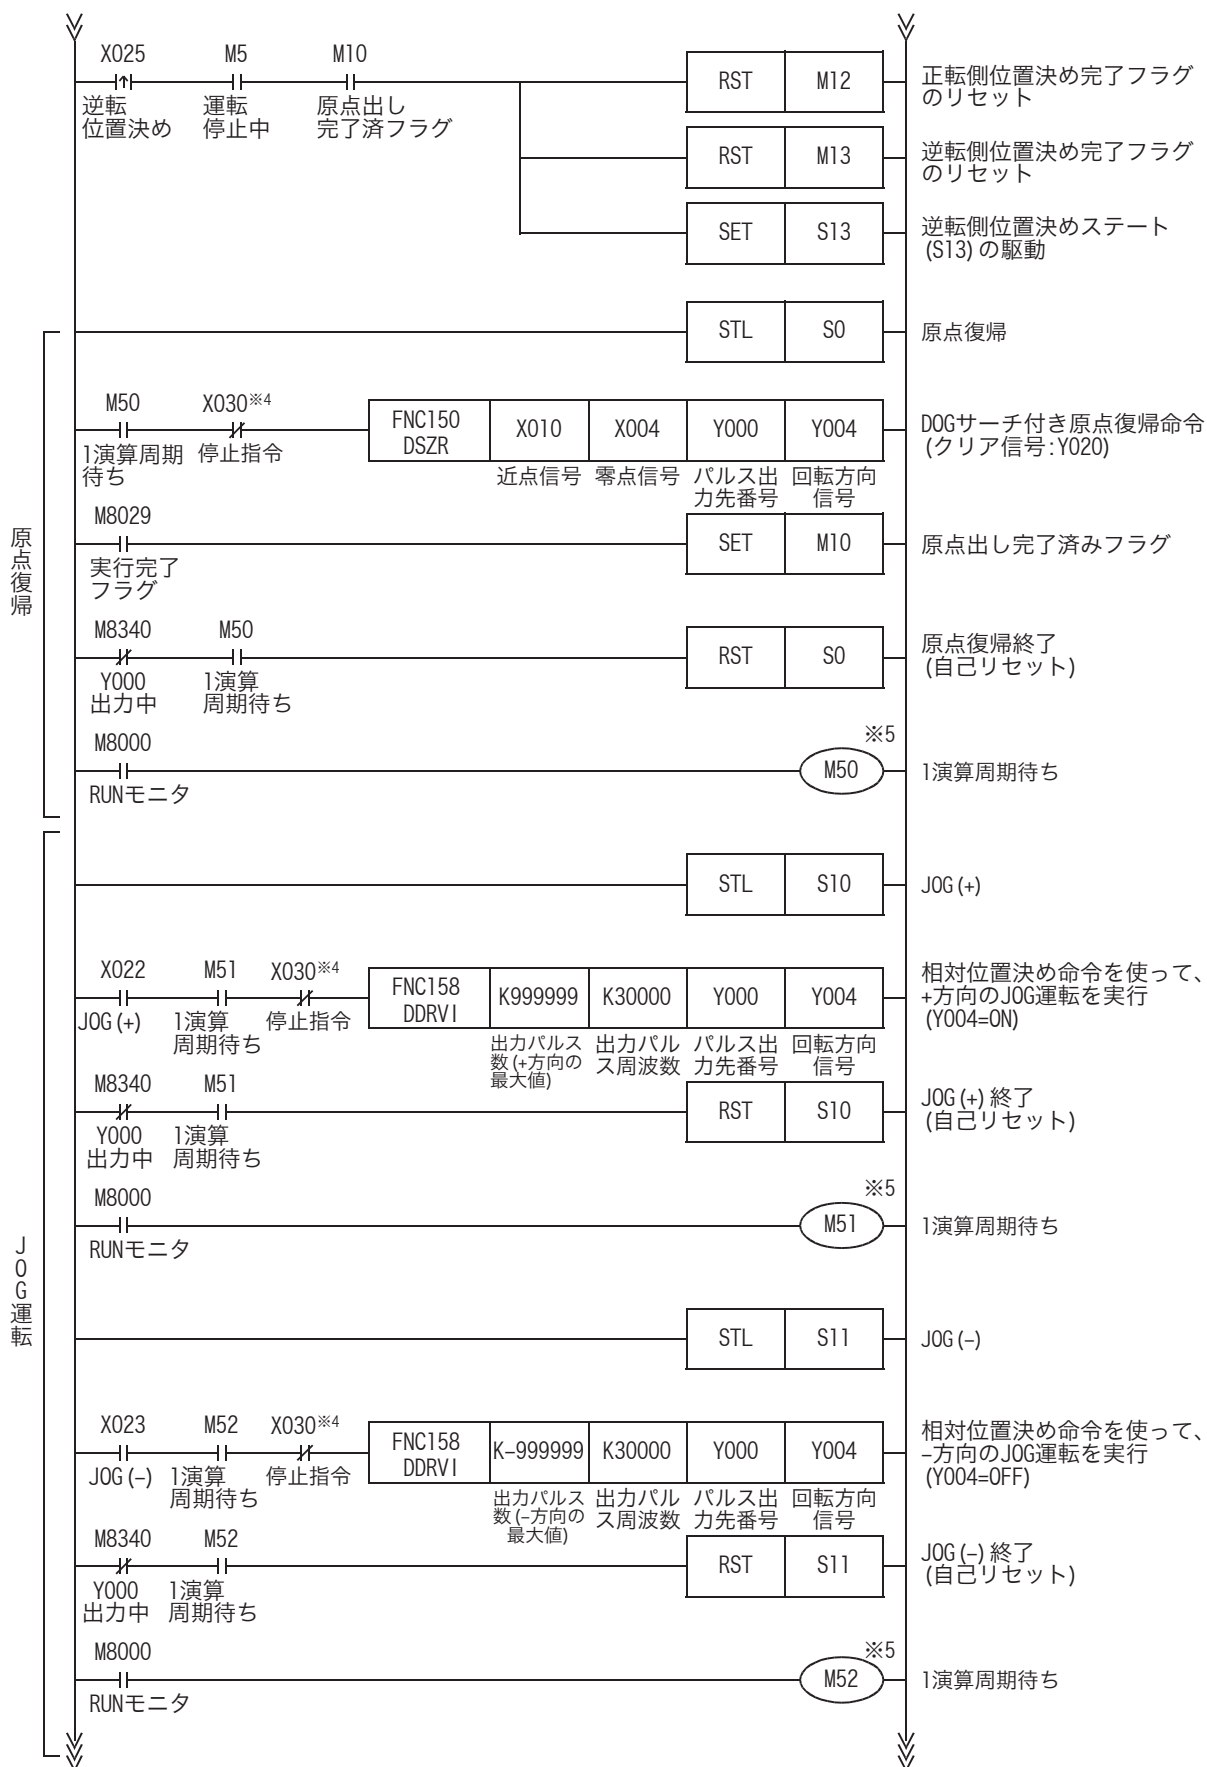 X025 M5 M10
RST M12
正転側位置決め完了フラグ
のリセット
逆転
位置決め
運転
停止中
原点出し
完了済フラグ
RST M13
逆転側位置決め完了フラグ
のリセット
SET S13
逆転側位置決めステート
(S13)の駆動
STL S0
原点復帰
原点復帰
M50 X030※4
FNC150
DSZR
X010 X004 Y000 Y004
DOGサーチ付き原点復帰命令
(クリア信号:Y020)
1演算周期
待ち
停止指令
近点信号 零点信号
パルス出
力先番号
回転方向
信号
M8029
SET M10
原点出し完了済みフラグ
実行完了
フラグ
M8340 M50
RST S0
原点復帰終了
(自己リセット)
Y000
出力中
1演算
周期待ち
M8000
※5
M50
1演算周期待ち
RUNモニタ
JOG運転
STL S10
JOG(+)
X022 M51 X030※4
FNC158
DDRVI
K999999 K30000 Y000 Y004
相対位置決め命令を使って、
+方向のJOG運転を実行
(Y004=ON)
JOG(+)
1演算
周期待ち
停止指令
出力パルス
数(+方向の
最大値)
出力パル
ス周波数
パルス出
力先番号
回転方向
信号
M8340 M51
RST S10
JOG(+)終了
(自己リセット)
Y000
出力中
1演算
周期待ち
M8000
※5
M51
1演算周期待ち
RUNモニタ
STL S11
JOG(−)
X023 M52 X030※4
FNC158
DDRVI
K−999999 K30000 Y000 Y004
相対位置決め命令を使って、
−方向のJOG運転を実行
(Y004=OFF)
JOG(−)
1演算
周期待ち
停止指令
出力パルス
数(−方向の
最大値)
出力パル
ス周波数
パルス出
力先番号
回転方向
信号
M8340 M52
RST S11
JOG(−)終了
(自己リセット)
Y000
出力中
1演算
周期待ち
M8000
※5
M52
1演算周期待ち
RUNモニタ